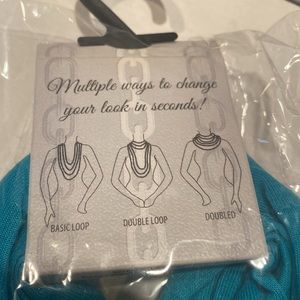 Multiple ways to change
your look in seconds!
BASIC LOOP
DOUBLE LOOP
DOUBLED